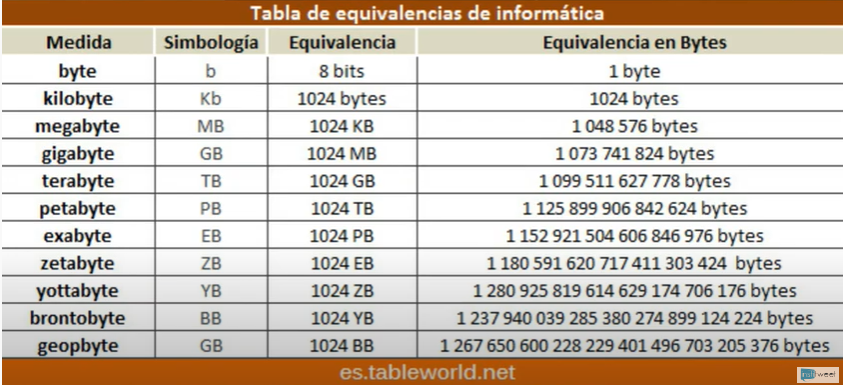 Tabla de equivalencias de informática
Medida Simbología Equivalencia Equivalencia en Bytes
byte b 8 bits 1 byte
kilobyte Kb 1024 bytes 1024 bytes
megabyte MB 1024 KB 1 048 576 bytes
gigabyte GB 1024 MB 1 073 741 824 bytes
terabyte TB 1024 GB 1 099 511 627 778 bytes
petabyte PB 1024 TB 1 125 899 906 842 624 bytes
exabyte EB 1024 PB 1 152 921 504 606 846 976 bytes
zetabyte ZB 1024 EB 1 180 591 620 717 411 303 424 bytes
yottabyte YB 1024 ZB 1 280 925 819 614 629 174 706 176 bytes
brontobyte BB 1024 YB 1 237 940 039 285 380 274 899 124 224 bytes
geopbyte GB 1024 BB 1 267 650 600 228 229 401 496 703 205 376 bytes
es.tableworld.net